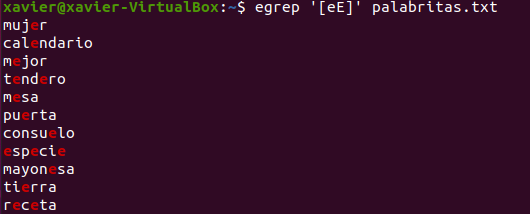 xavier@xavier-VirtualBox:~$ egrep '[eE]' palabritas.txt
mujer
calendario
mejor
tendero
mesa
puerta
consuelo
especie
mayonesa
tierra
receta